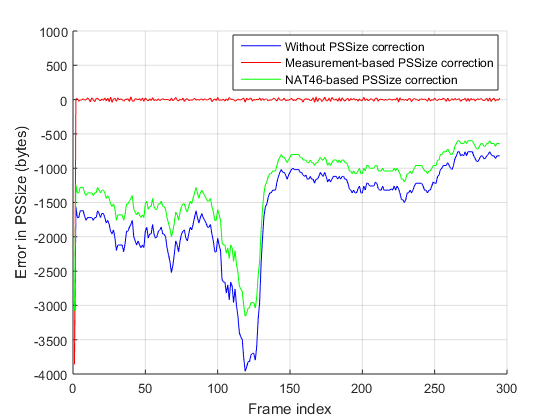 1000
500
0
-500
-1000
-1500
-2000
-2500
-3000
-3500
-4000
Error in PSSize (bytes)
Without PSSize correction
Measurement-based PSSize correction
NAT46-based PSSize correction
0 50 100 150 200 250 300
Frame index